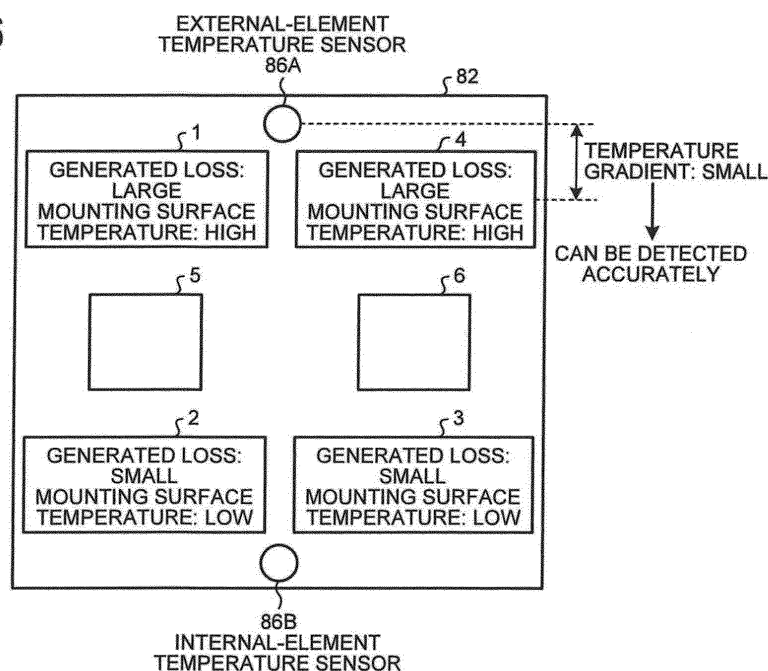 EXTERNAL-ELEMENT
TEMPERATURE SENSOR
86A
82
1
GENERATED LOSS:
LARGE
MOUNTING SURFACE
TEMPERATURE: HIGH
4
GENERATED LOSS:
LARGE
MOUNTING SURFACE
TEMPERATURE: HIGH
TEMPERATURE
GRADIENT: SMALL
CAN BE DETECTED
ACCURATELY
5
6
2
GENERATED LOSS:
SMALL
MOUNTING SURFACE
TEMPERATURE: LOW
3
GENERATED LOSS:
SMALL
MOUNTING SURFACE
TEMPERATURE: LOW
86B
INTERNAL-ELEMENT
TEMPERATURE SENSOR